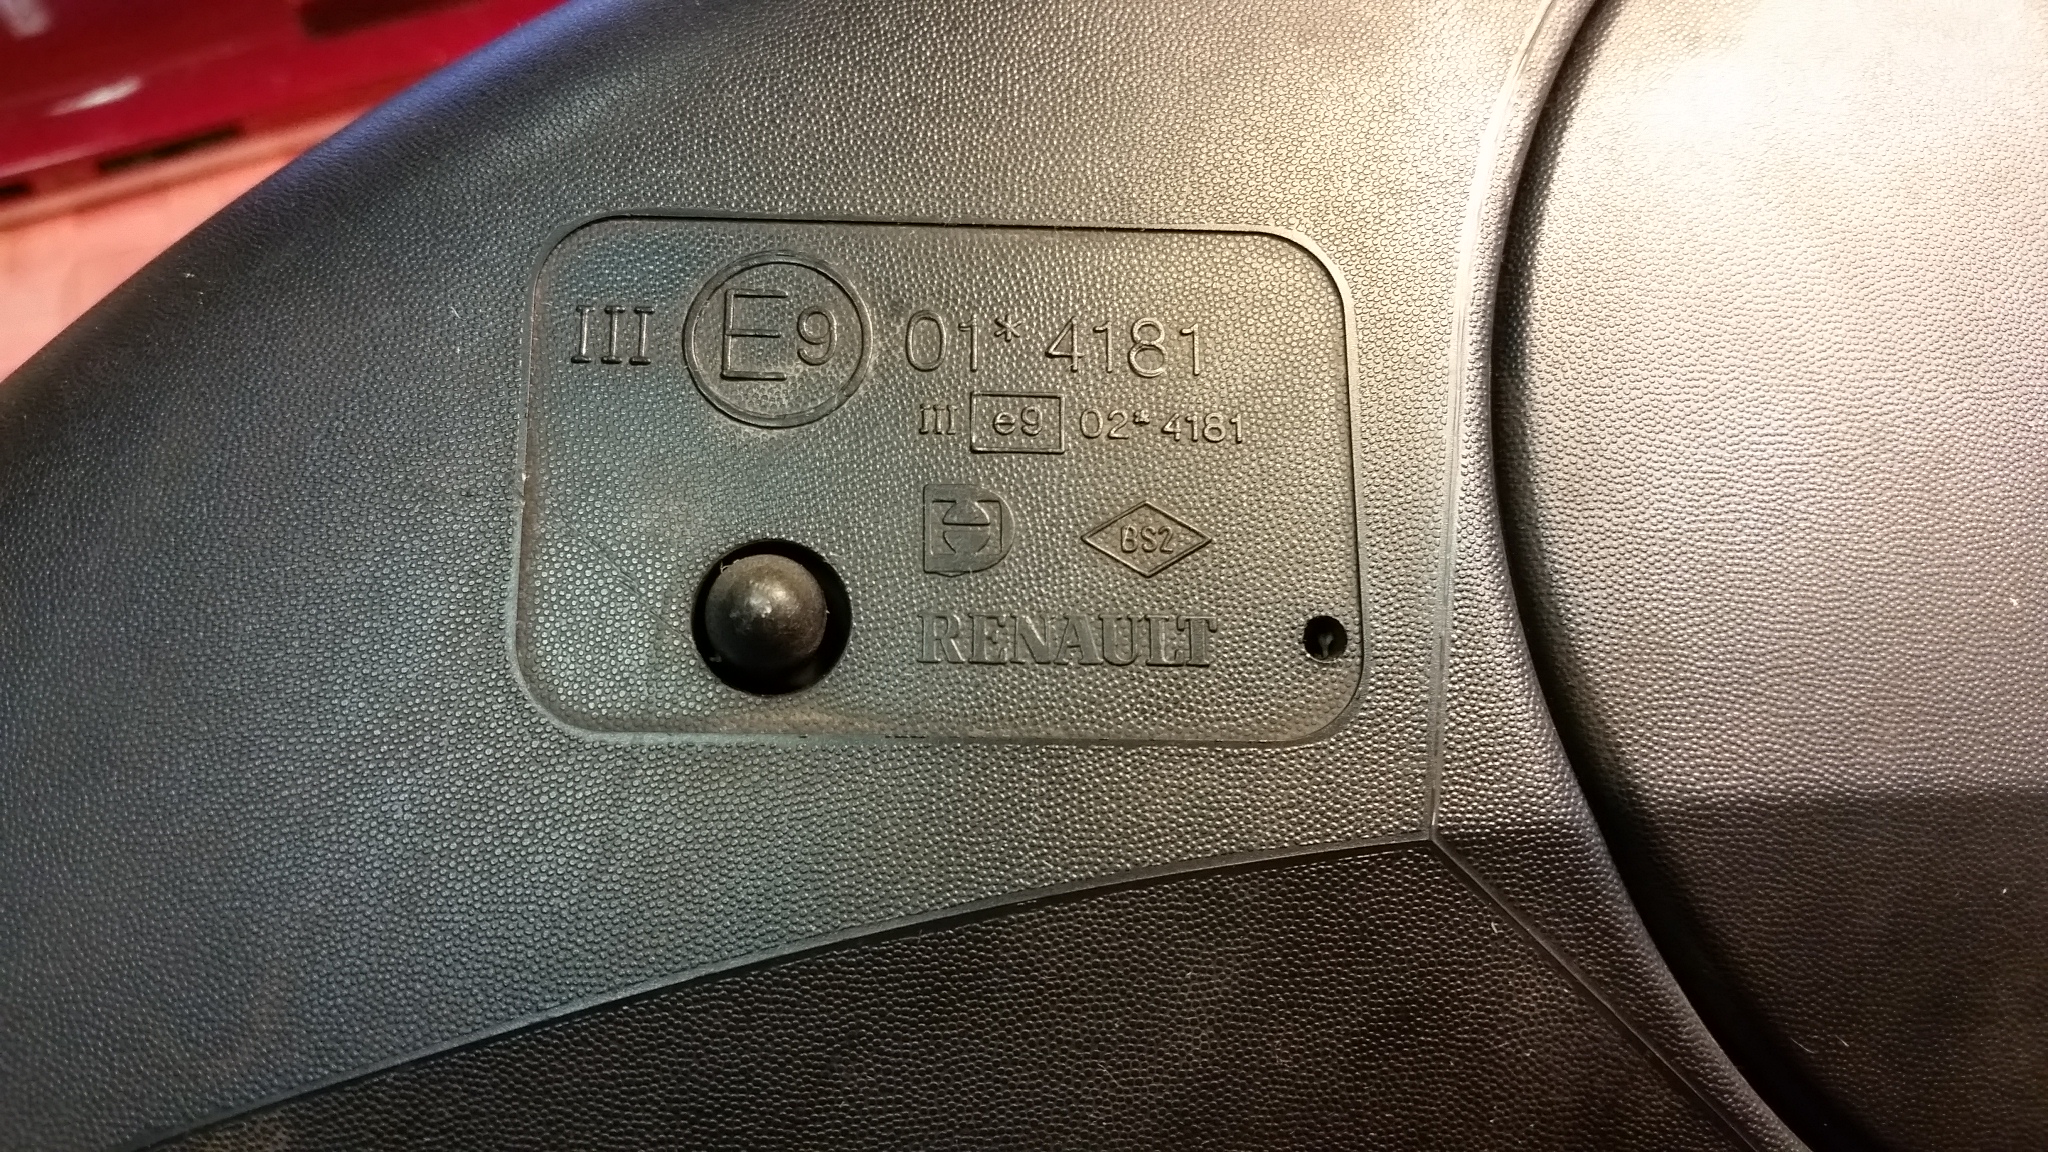 III E9 01* 4181
III e9 02* 4181
BS2
RENAULT